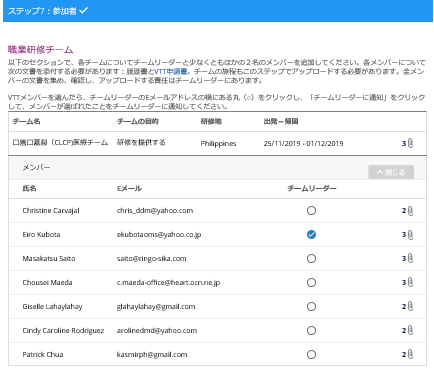 ステップ7：参加者
職業研修チーム
以下のセクションで、各チームについてチームリーダーと少なくともほかの２名のメンバーを追加してください。各メンバーについて
次の文書を添付する必要があります：履歴書とVTT申請書。チームの旅程もこのステップでアップロードする必要があります。全メン
バーの文書を集め、確認し、アップロードする責任はチームリーダーにあります。
VTTメンバーを選んだら、チームリーダーのEメールアドレスの横にある丸（○）をクリックし、「チームリーダーに通知」をクリック
して、メンバーが選ばれたことをチームリーダーに通知してください。
チーム名 チームの目的 研修地 出発－帰国
口唇口蓋裂（CLCP)医療チーム 研修を提供する Philippines 25/11/2019 - 01/12/2019 3
メンバー
閉じる
氏名 Eメール チームリーダー
Christine Carvajal chris_ddm@yahoo.com 2
Eiro Kubota ekubotaoms@yahoo.co.jp 3
Masakatsu Saito saito@ringo-sika.com 3
Chousei Maeda c.maeda-office@heart.ocn.ne.jp 3
Giselle Lahaylahay glahaylahay@gmail.com 2
Cindy Caroline Rodriguez arolinedmd@yahoo.com 2
Patrick Chua kasmirph@gmail.com 2